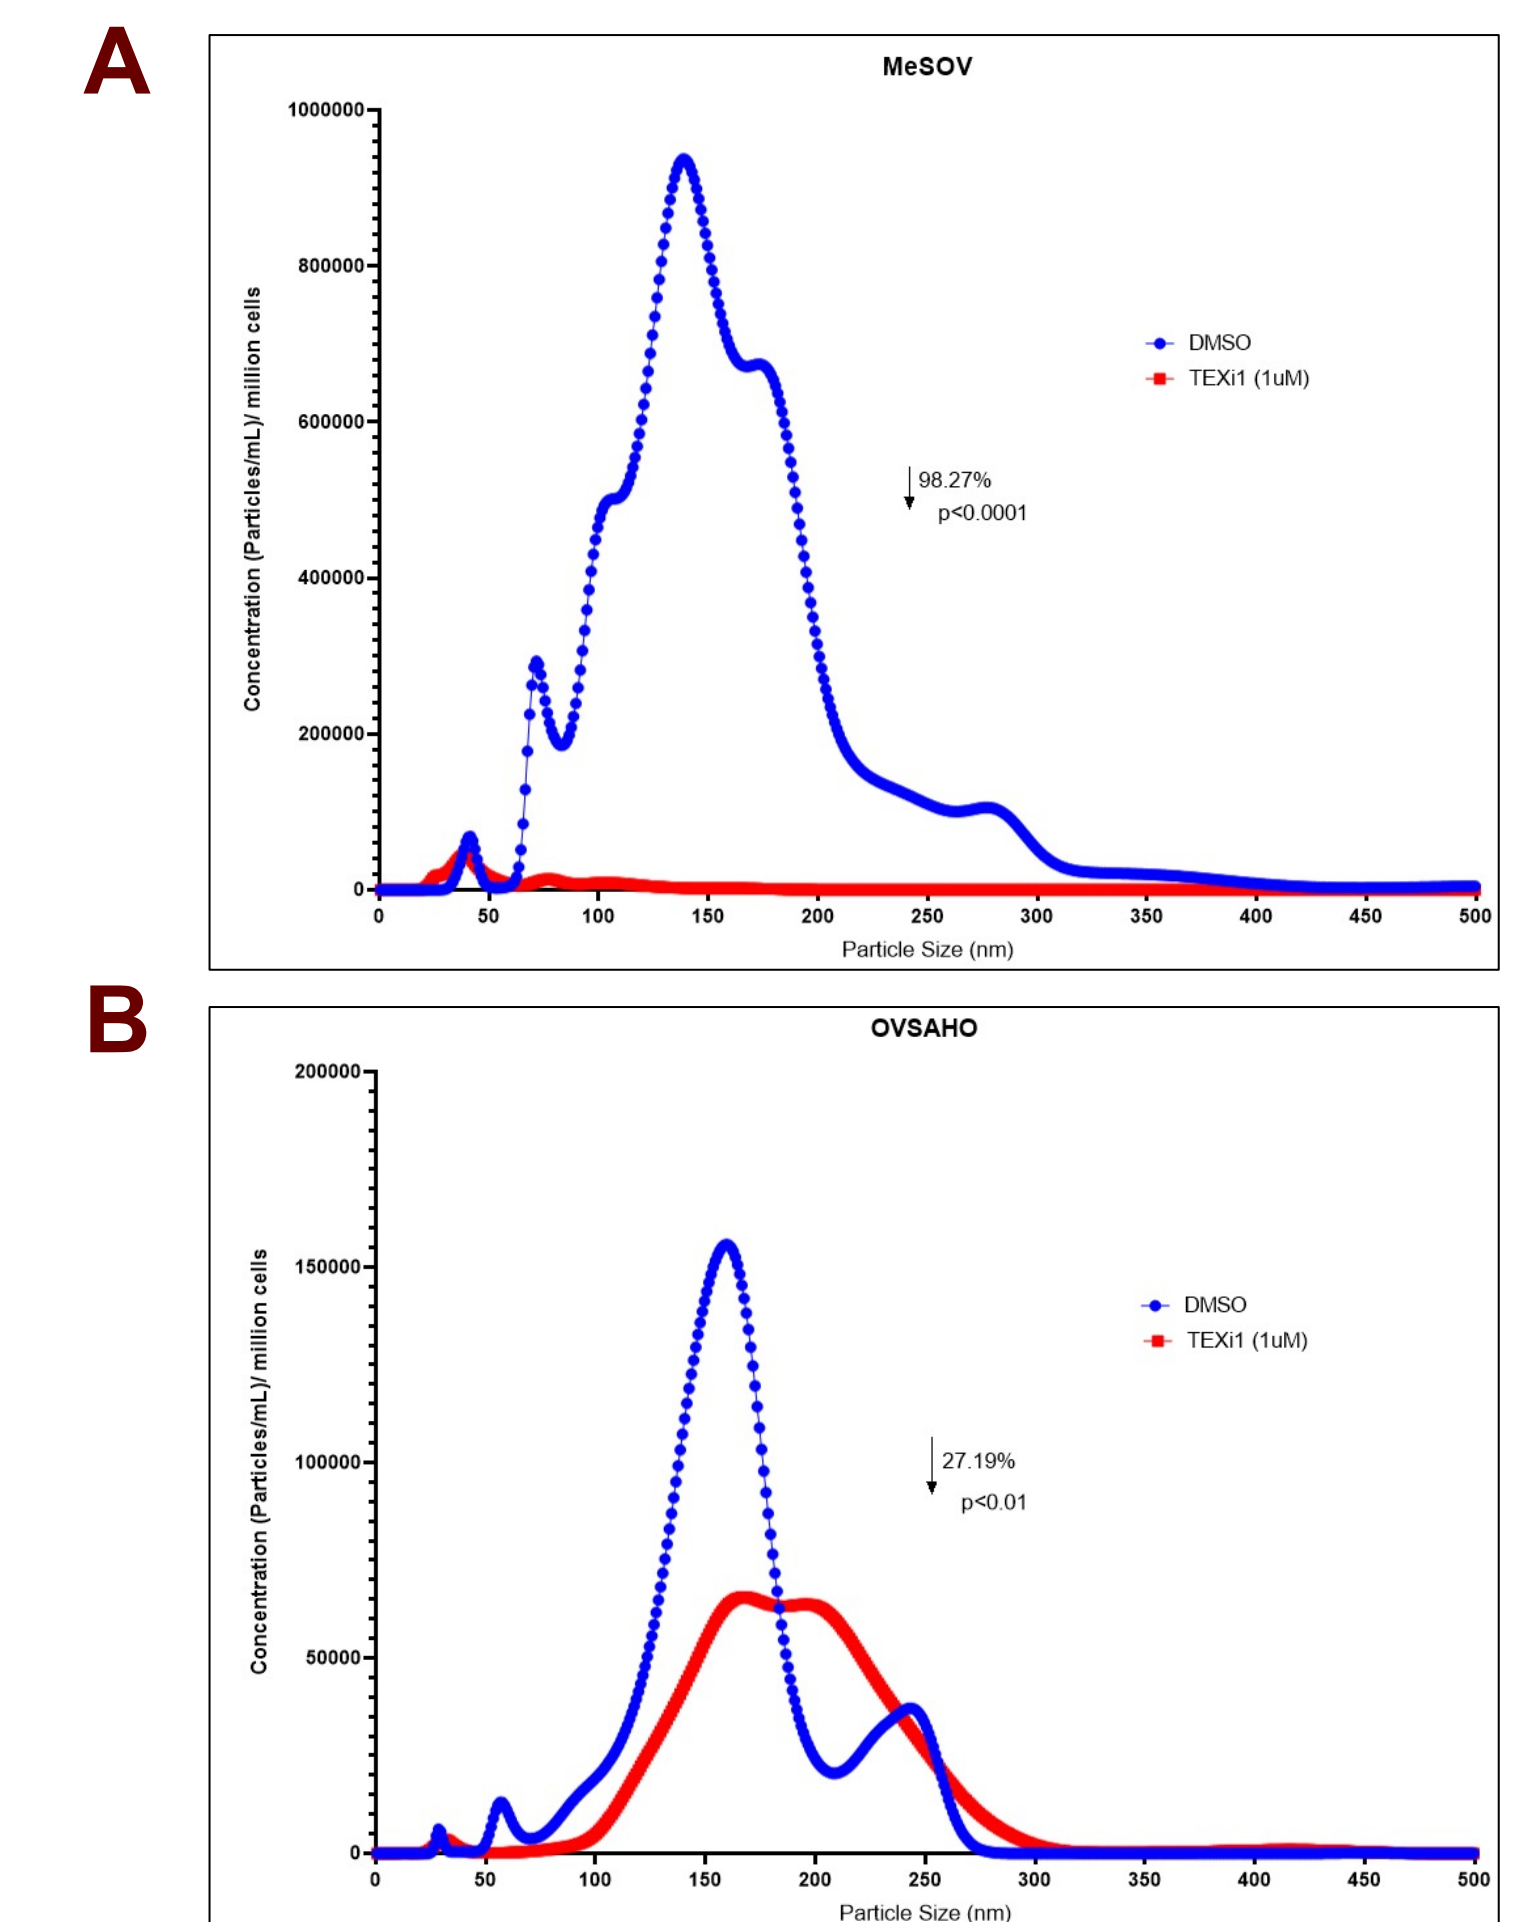 A
MeSOV
Concentration (Particles/mL)/ million cells
1000000
800000
600000
400000
200000
0
DMSO
TEXi1 (1uM)
98.27%
p<0.0001
0 50 100 150 200 250 300 350 400 450 500
Particle Size (nm)
B
OVSAHO
Concentration (Particles/mL)/ million cells
200000
150000
100000
50000
0
DMSO
TEXi1 (1uM)
27.19%
p<0.01
0 50 100 150 200 250 300 350 400 450 500
Particle Size (nm)